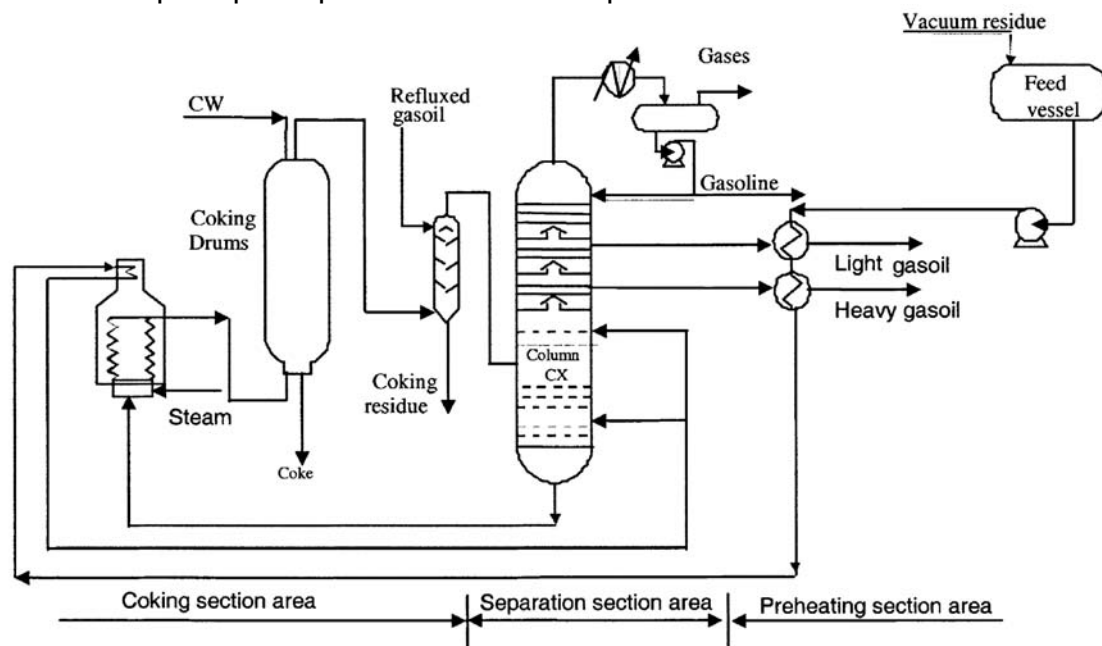 Vacuum residue
Feed
vessel
Gases
Refluxed
gasoil
CW
Gasoline
Coking
Drums
Light gasoil
Heavy gasoil
Column
CX
Coking
residue
Steam
Coke
Coking section area
Separation section area
Preheating section area